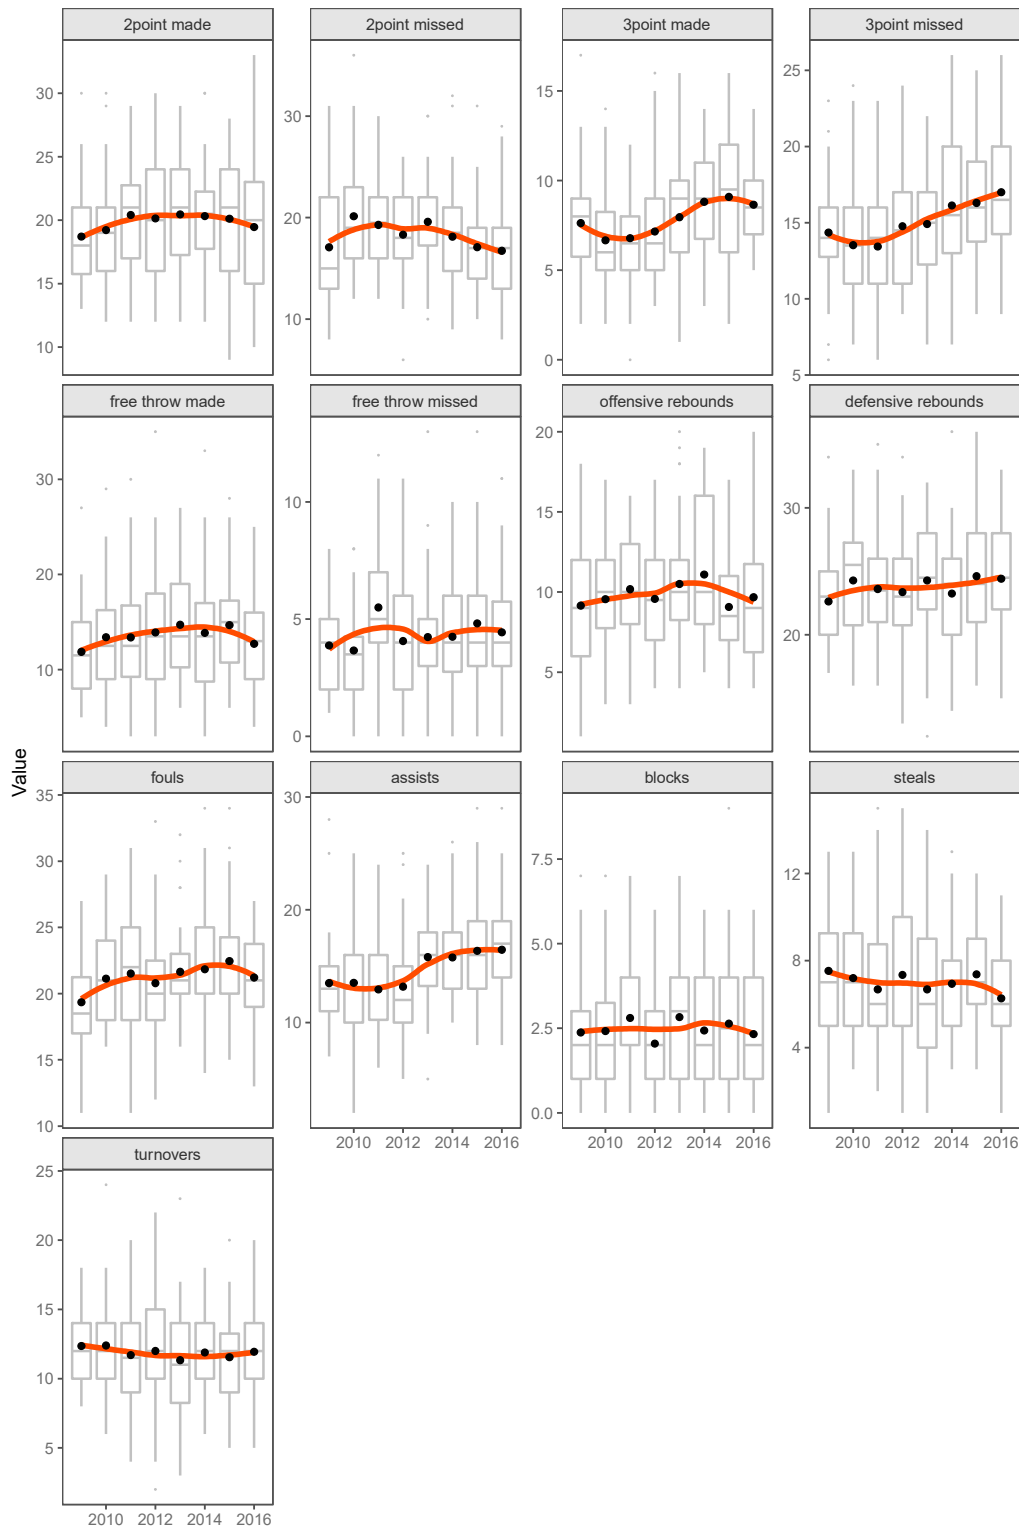 2point made
2point missed
3point made
3point missed
30
25
20
15
10
30
20
10
15
10
5
0
25
20
15
10
5
free throw made
free throw missed
offensive rebounds
defensive rebounds
30
20
10
10
5
0
20
15
10
5
30
20
Value
fouls
assists
blocks
steals
35
30
25
20
15
10
30
20
10
7.5
5.0
2.5
0.0
12
8
4
2010 2012 2014 2016
2010 2012 2014 2016
2010 2012 2014 2016
turnovers
25
20
15
10
5
2010 2012 2014 2016